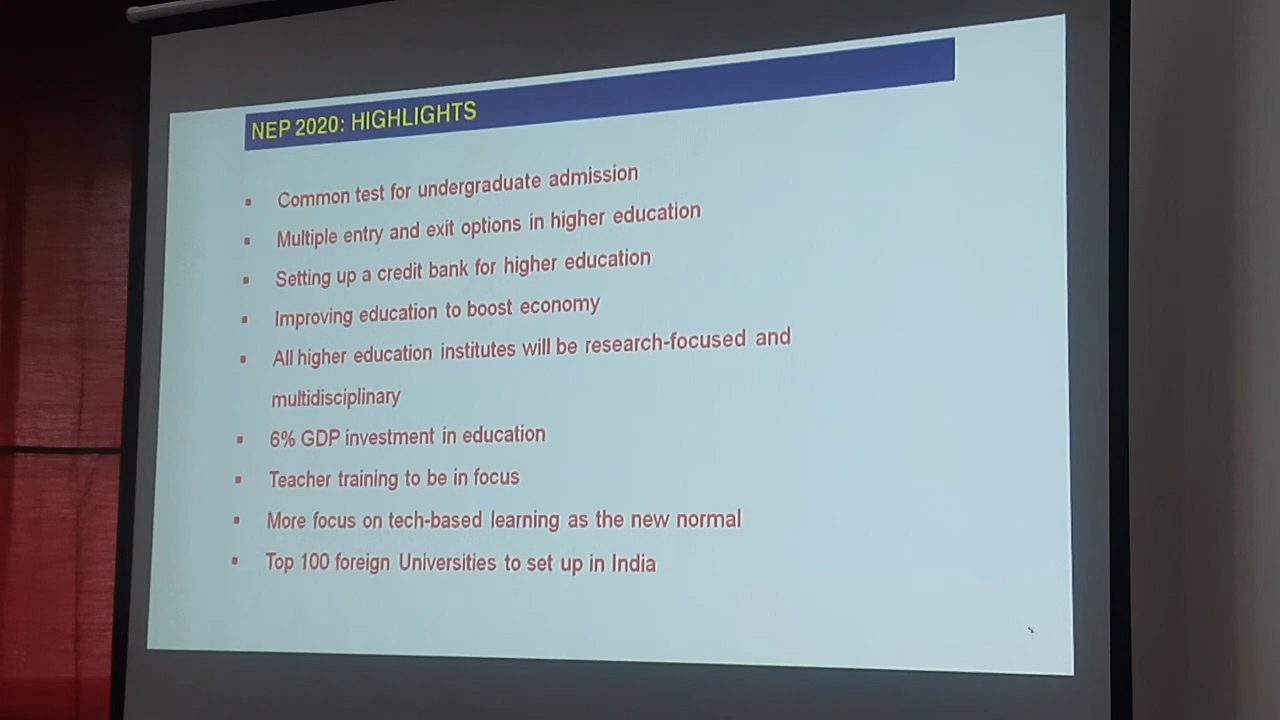 NEP 2020: HIGHLIGHTS
▪ Common test for undergraduate admission
▪ Multiple entry and exit options in higher education
▪ Setting up a credit bank for higher education
▪ Improving education to boost economy
▪ All higher education institutes will be research-focused and
multidisciplinary
▪ 6% GDP investment in education
▪ Teacher training to be in focus
▪ More focus on tech-based learning as the new normal
▪ Top 100 foreign Universities to set up in India